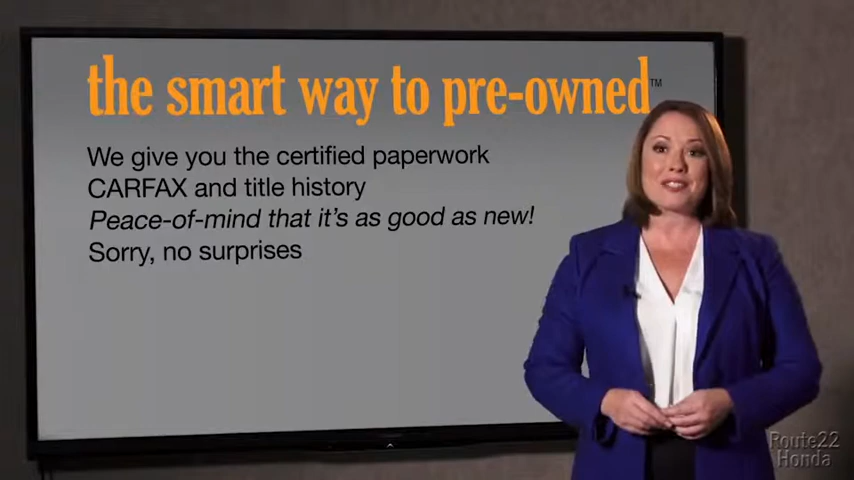 the smart way to pre-owned™
We give you the certified paperwork
CARFAX and title history
Peace-of-mind that it's as good as new!
Sorry, no surprises
Route22
Honda